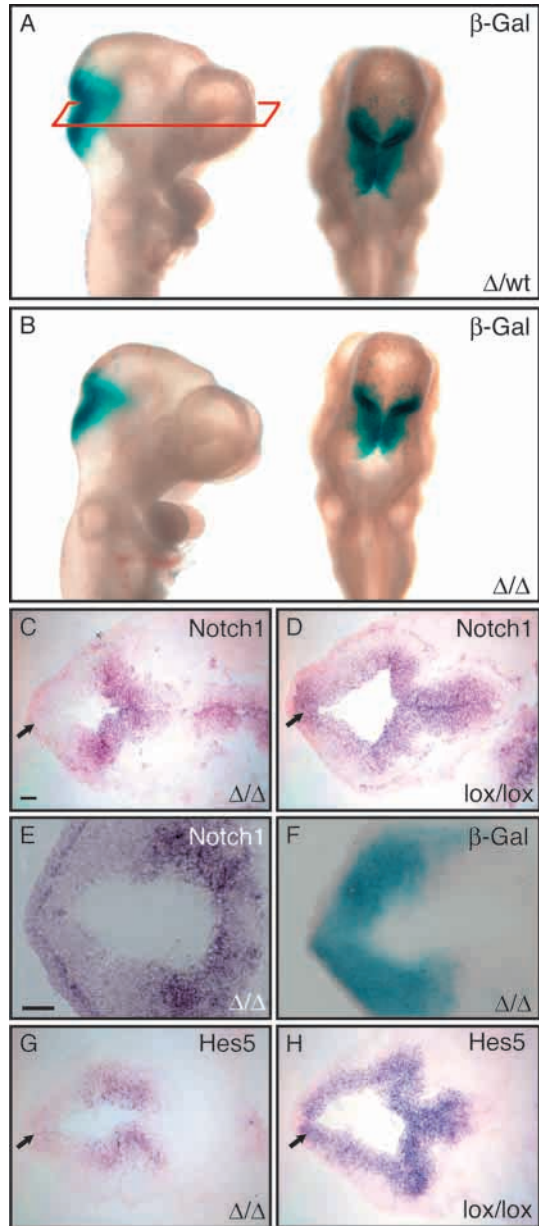 A β-Gal
Δ/wt
B β-Gal
Δ/Δ
C Notch1
Δ/Δ
D Notch1
lox/lox
E Notch1
Δ/Δ
F β-Gal
Δ/Δ
G Hes5
Δ/Δ
H Hes5
lox/lox